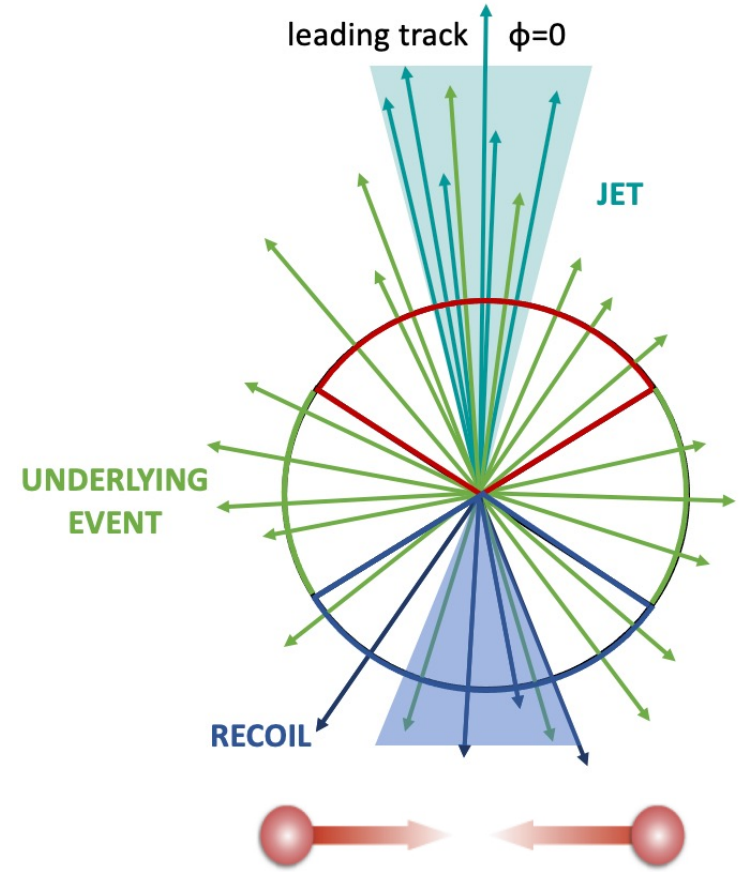 leading track ϕ=0
JET
UNDERLYING
EVENT
RECOIL